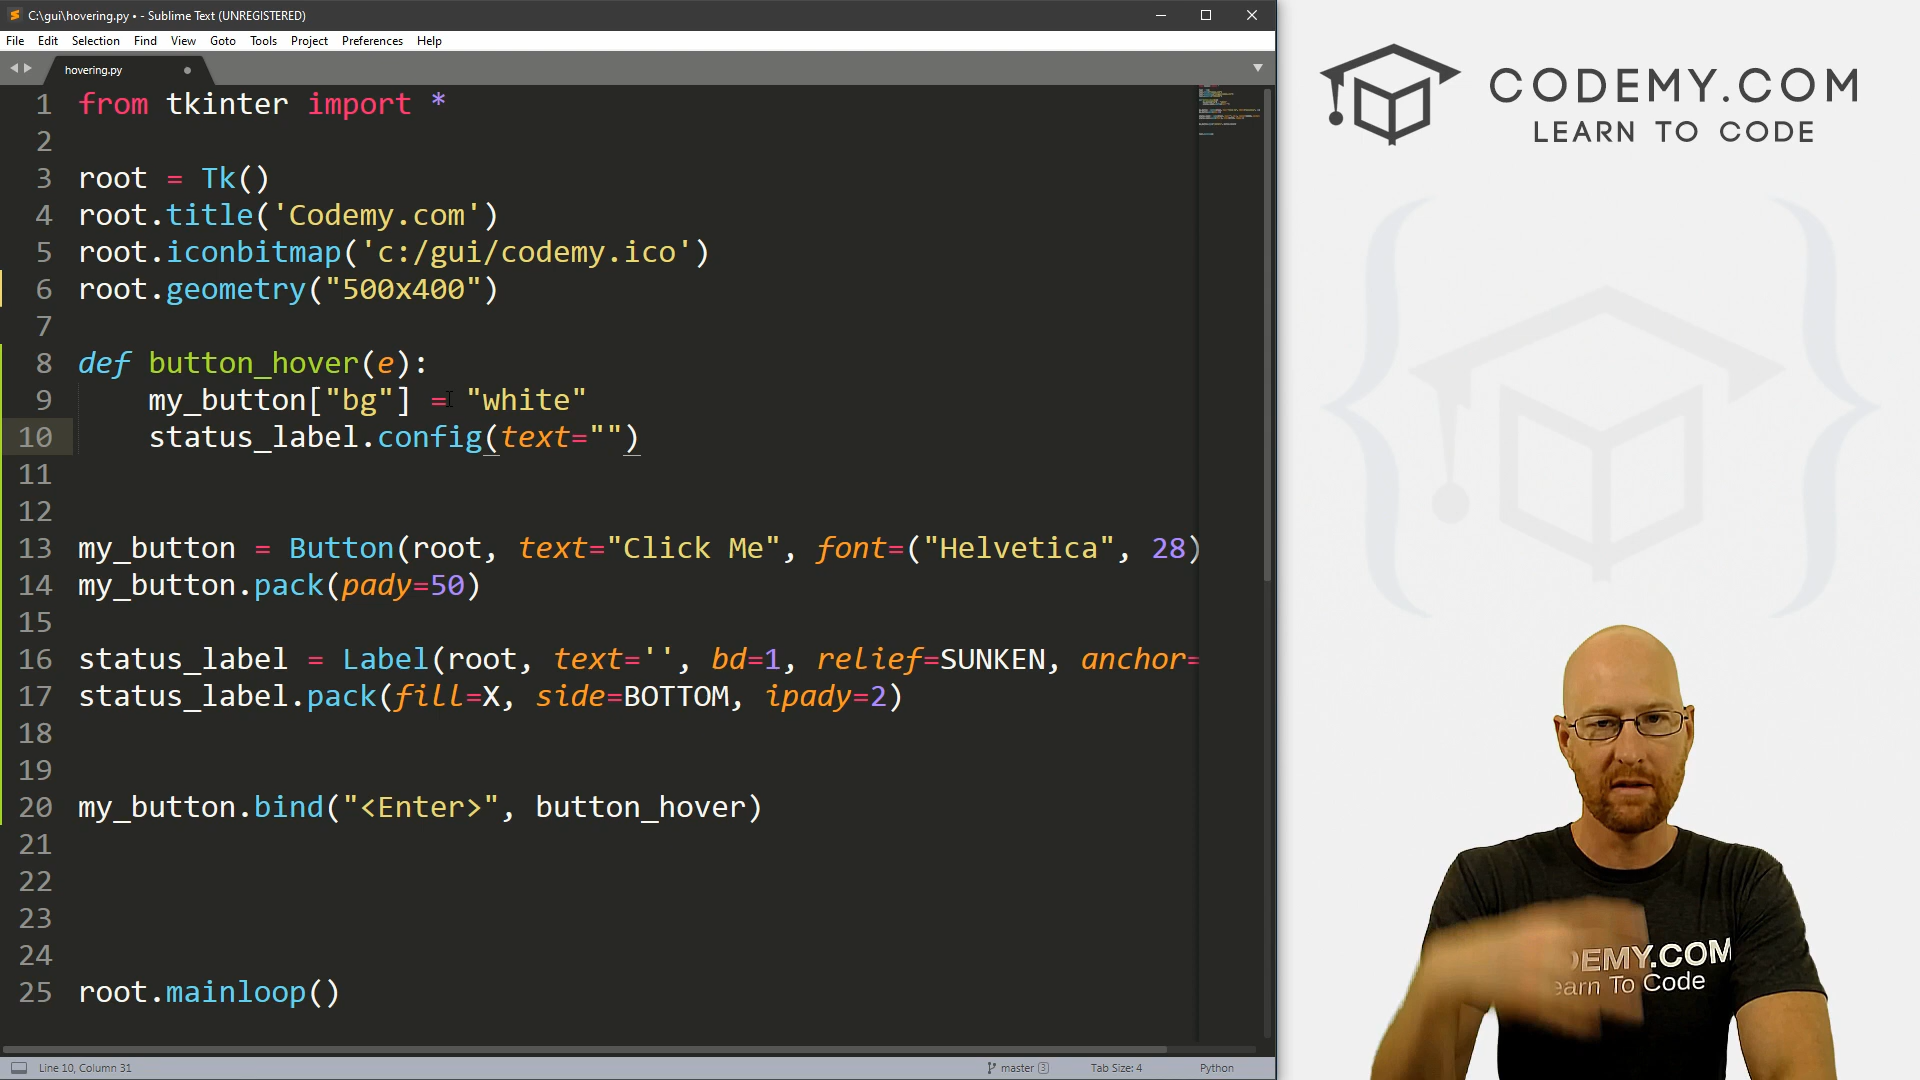 C:\gui\hovering.py • - Sublime Text (UNREGISTERED)
File Edit Selection Find View Goto Tools Project Preferences Help
hovering.py
1 from tkinter import *
2
3 root = Tk()
4 root.title('Codemy.com')
5 root.iconbitmap('c:/gui/codemy.ico')
6 root.geometry("500x400")
7
8 def button_hover(e):
9 my_button["bg"] = "white"
10 status_label.config(text="")
11
12
13 my_button = Button(root, text="Click Me", font=("Helvetica", 28)
14 my_button.pack(pady=50)
15
16 status_label = Label(root, text='', bd=1, relief=SUNKEN, anchor=
17 status_label.pack(fill=X, side=BOTTOM, ipady=2)
18
19
20 my_button.bind("<Enter>", button_hover)
21
22
23
24
25 root.mainloop()
Line 10, Column 31 master 3 Tab Size: 4 Python
CODEMY.COM
LEARN TO CODE
DEMY.COM
earn To Code